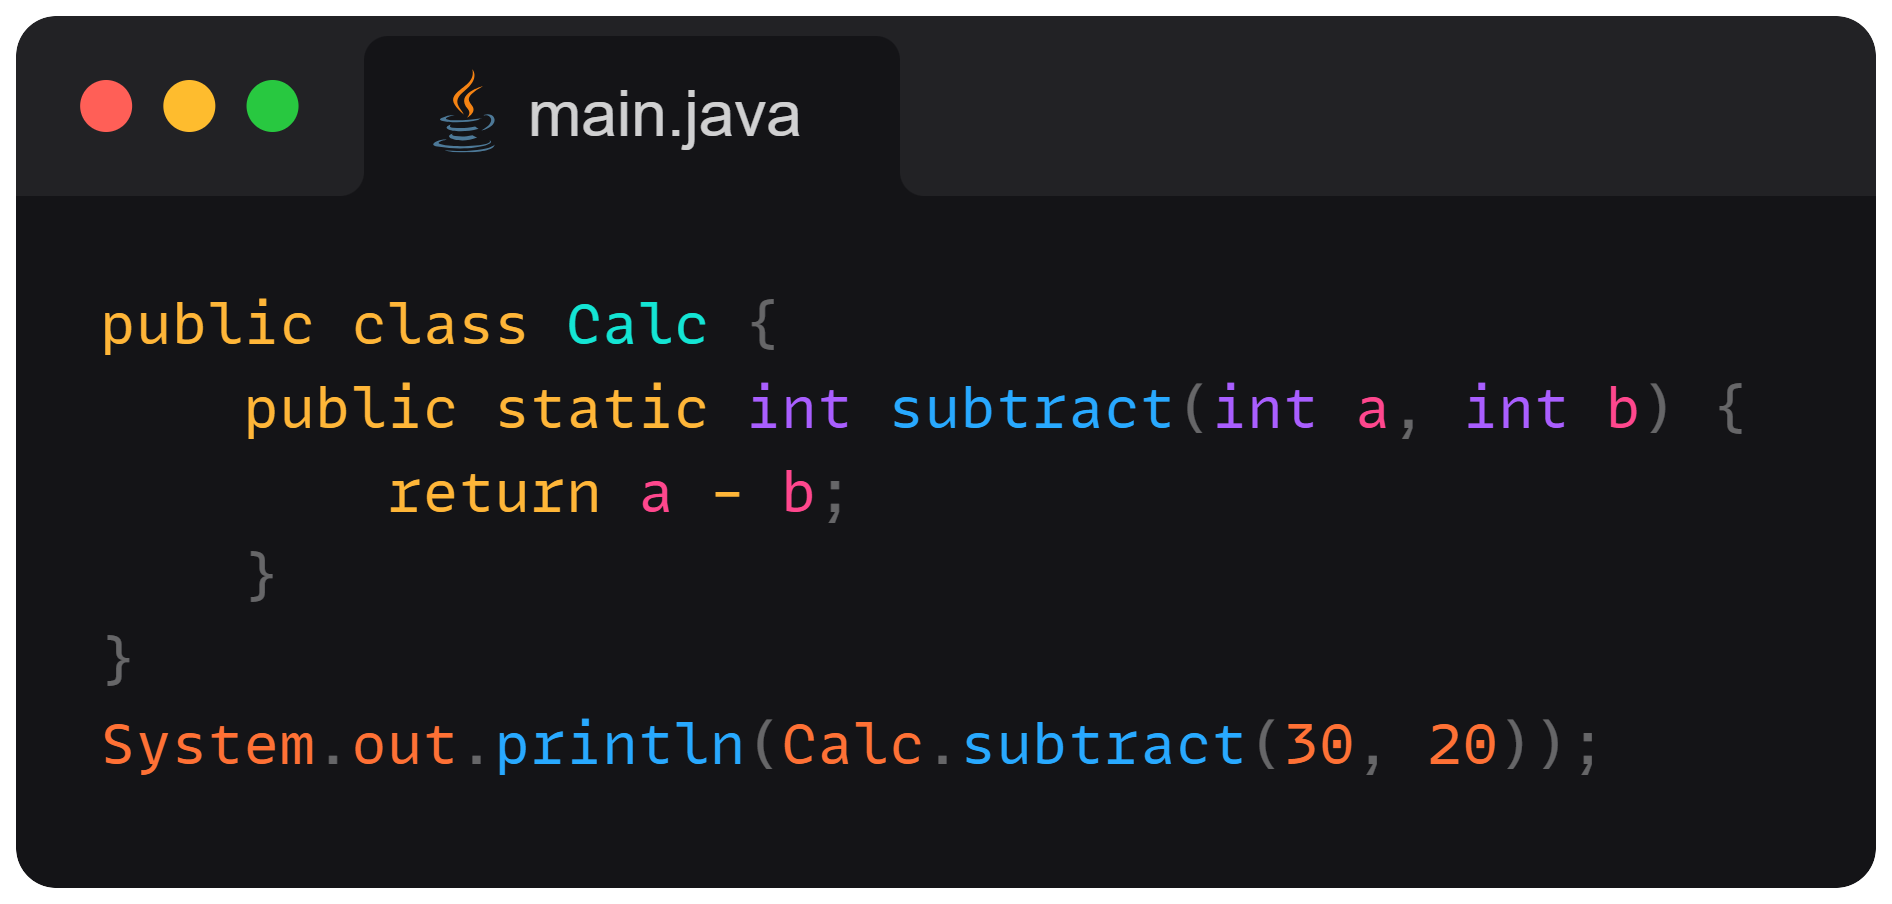 main.java
public class Calc {
    public static int subtract(int a, int b) {
        return a - b;
    }
}
System.out.println(Calc.subtract(30, 20));